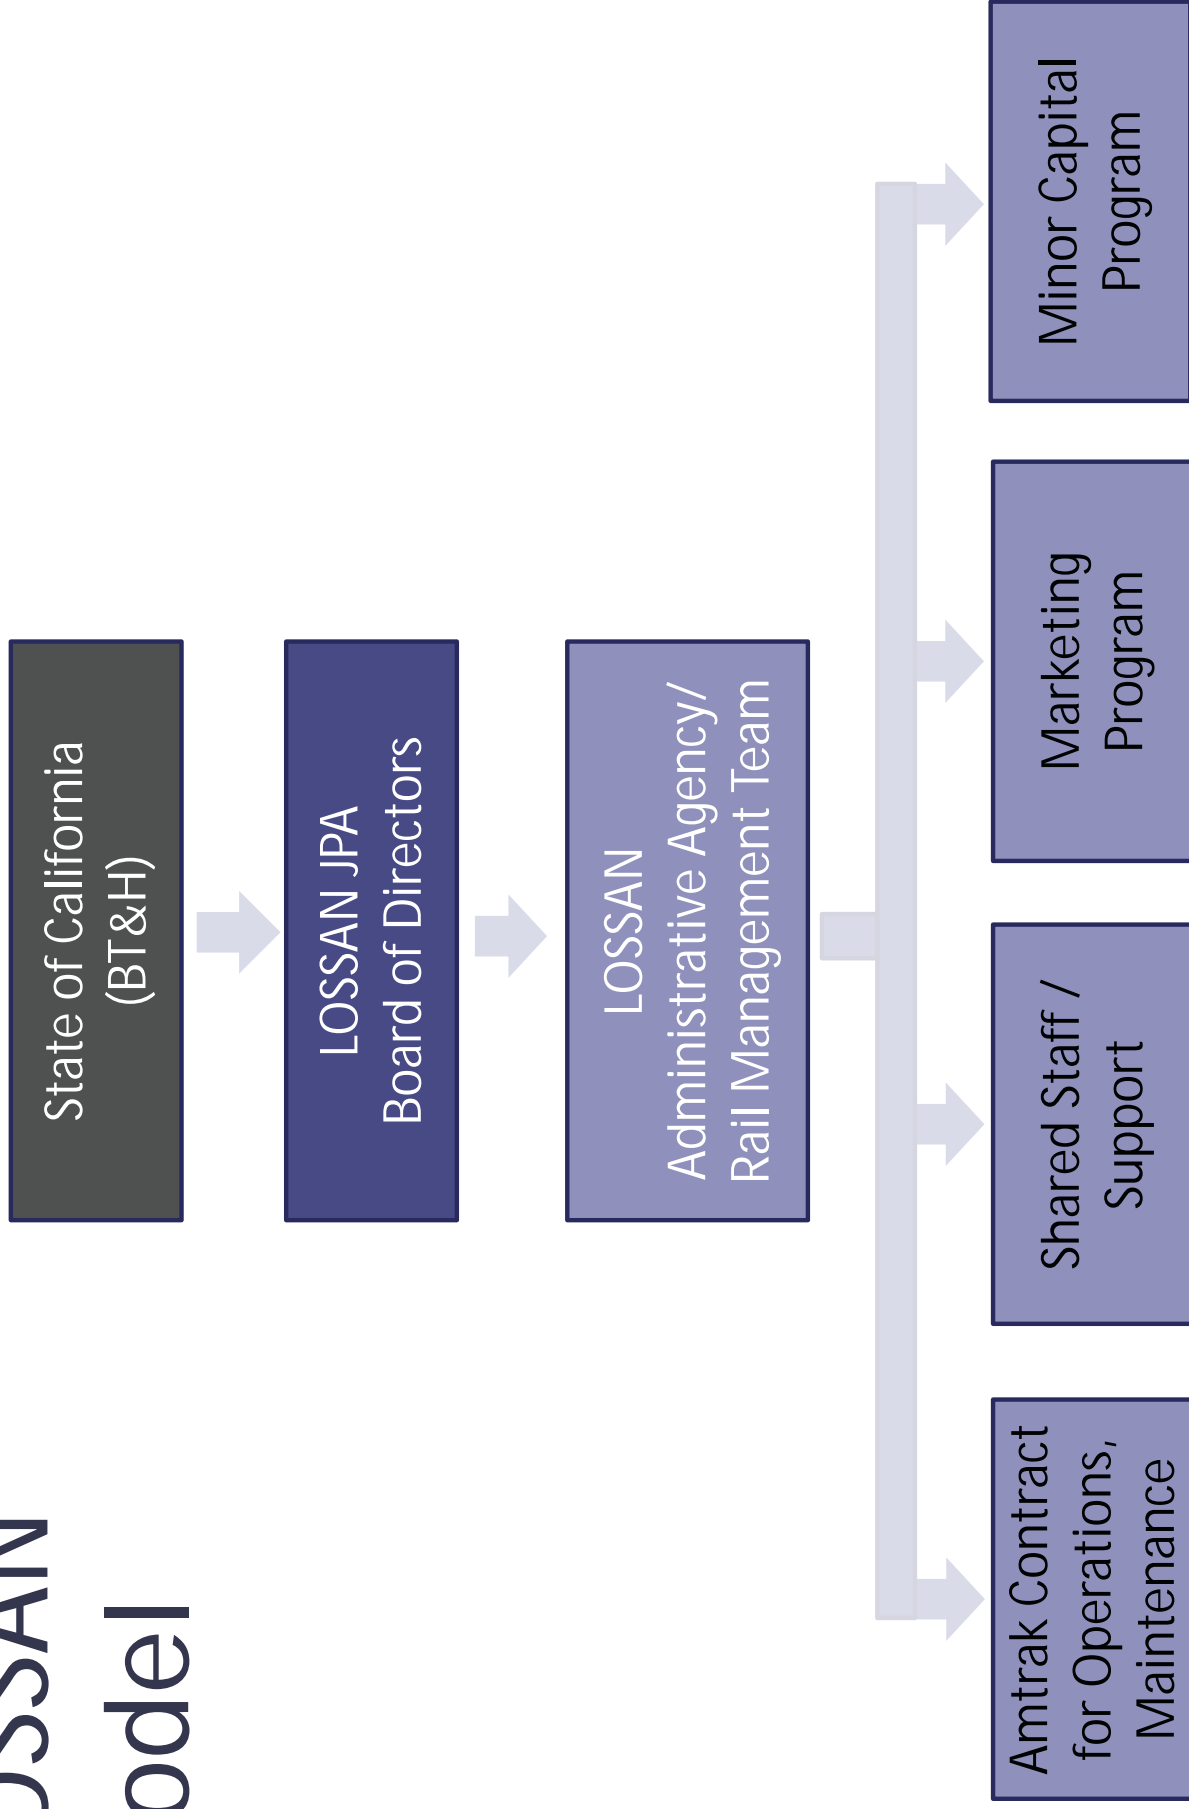 OSSAN
odel
State of California
(BT&H)
LOSSAN JPA
Board of Directors
LOSSAN
Administrative Agency/
Rail Management Team
Amtrak Contract
for Operations,
Maintenance
Shared Staff /
Support
Marketing
Program
Minor Capital
Program